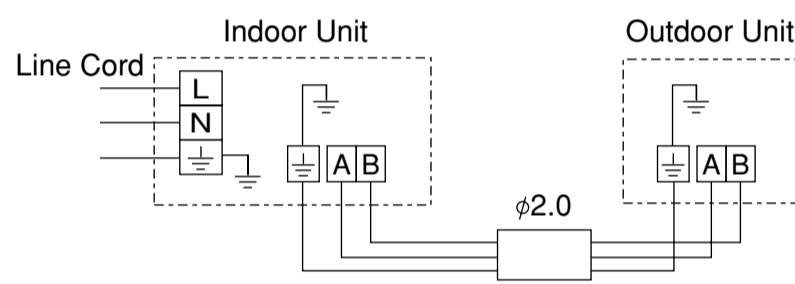 Indoor Unit
Outdoor Unit
Line Cord
L
N
A B
A B
φ2.0